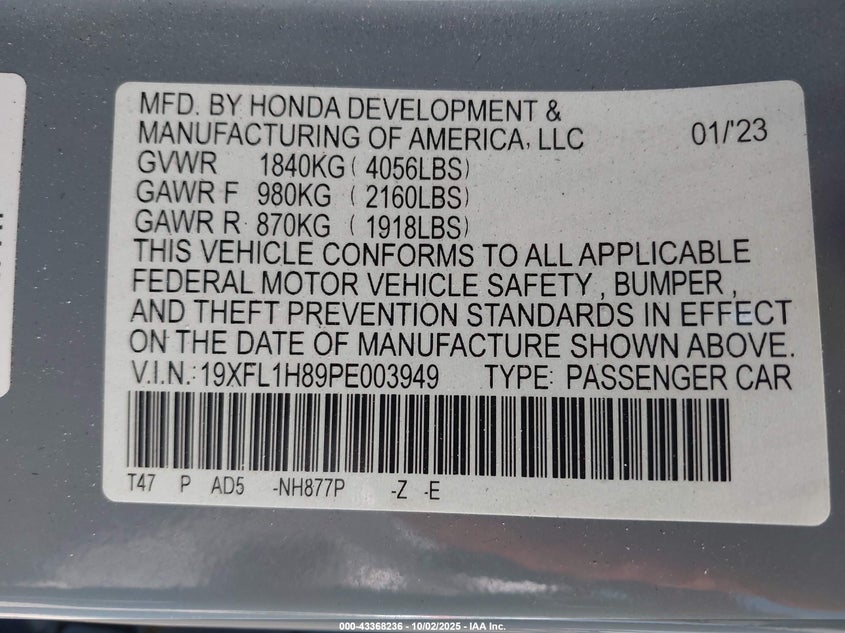 MFD. BY HONDA DEVELOPMENT &
MANUFACTURING OF AMERICA, LLC 01/'23
GVWR 1840KG ( 4056LBS)
GAWR F 980KG ( 2160LBS)
GAWR R 870KG ( 1918LBS)
THIS VEHICLE CONFORMS TO ALL APPLICABLE
FEDERAL MOTOR VEHICLE SAFETY , BUMPER ,
AND THEFT PREVENTION STANDARDS IN EFFECT
ON THE DATE OF MANUFACTURE SHOWN ABOVE.
V.I.N.:19XFL1H89PE003949 TYPE: PASSENGER CAR
T47 P AD5 -NH877P -Z -E
000-43368236 - 10/02/2025 - IAA Inc.